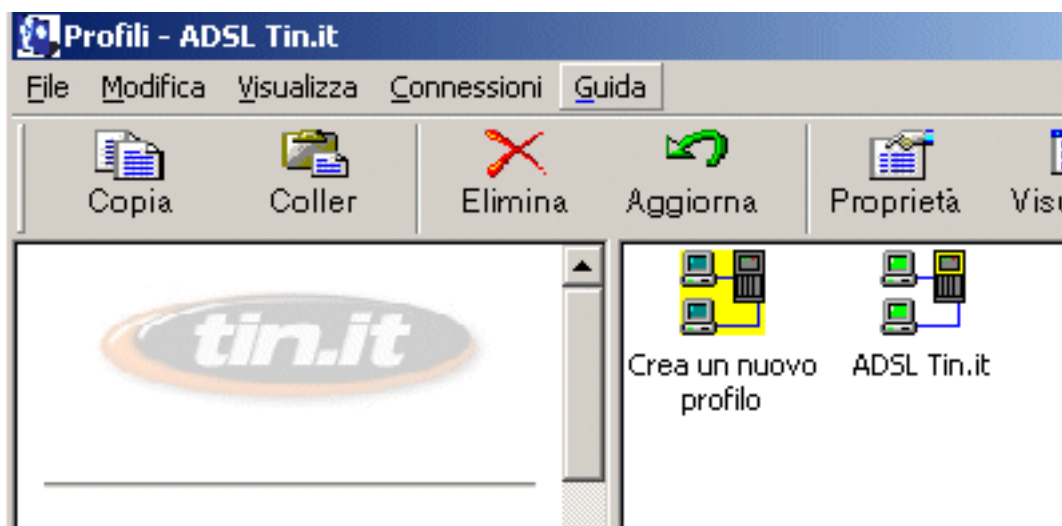 Profili - ADSL Tin.it
File Modifica Visualizza Connessioni Guida
Copia Coller Elimina Aggiorna Proprietà
tin.it
Crea un nuovo profilo
ADSL Tin.it